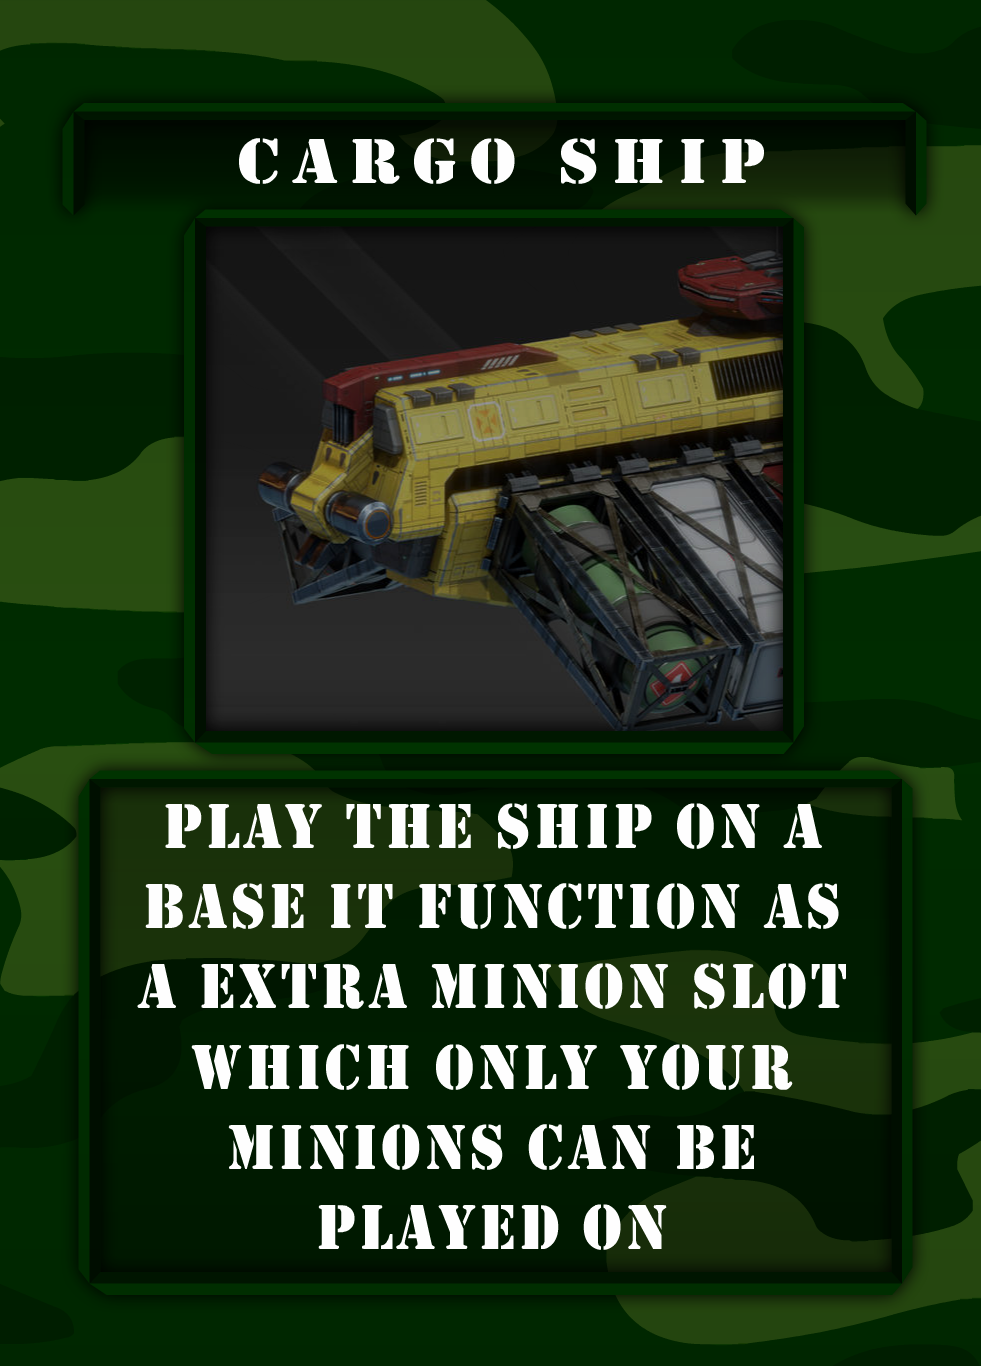 CARGO SHIP
PLAY THE SHIP ON A
BASE IT FUNCTION AS
A EXTRA MINION SLOT
WHICH ONLY YOUR
MINIONS CAN BE
PLAYED ON